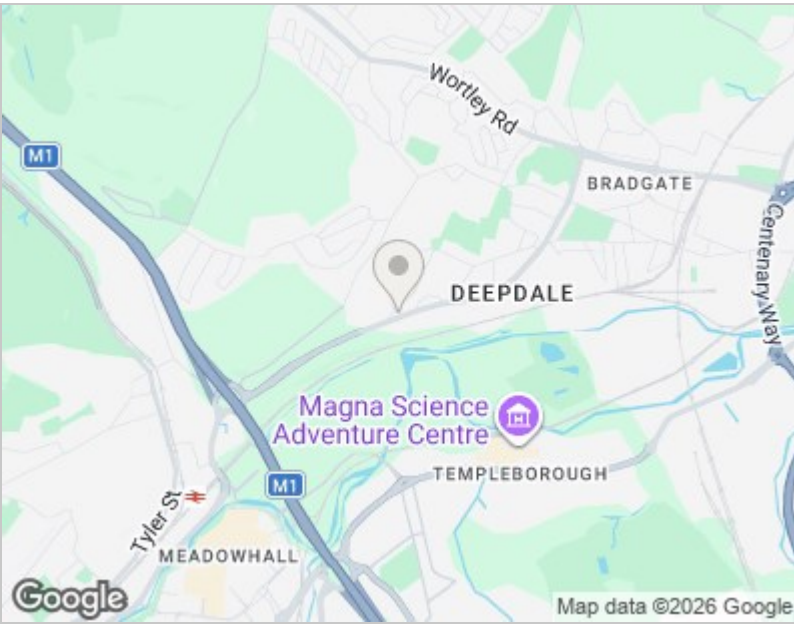 Wortley Rd
M1
BRADGATE
Centenary Way
DEEPDALE
Magna Science
Adventure Centre
TEMPLEBOROUGH
M1
Tyler St
MEADOWHALL
Google
Map data ©2026 Google